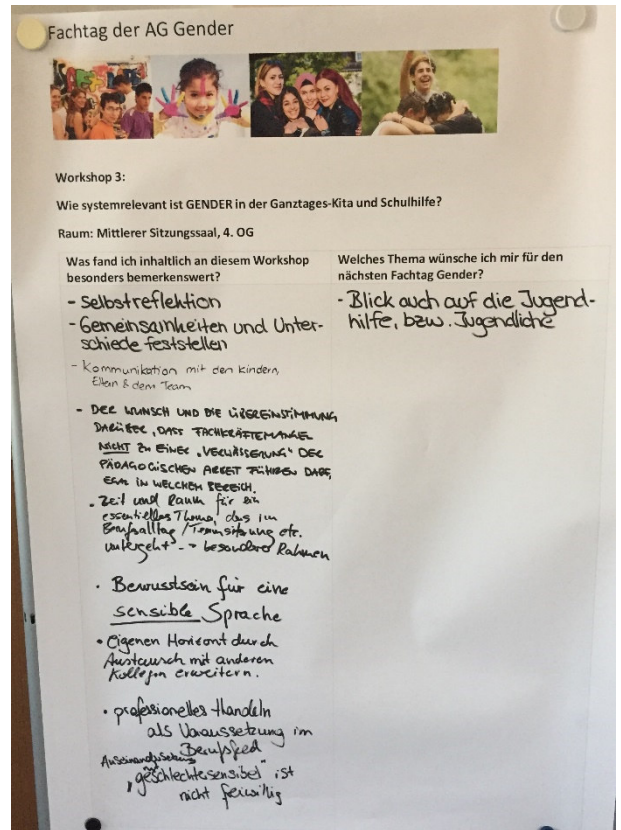 Fachtag der AG Gender
Workshop 3:
Wie systemrelevant ist GENDER in der Ganztages-Kita und Schulhilfe?
Raum: Mittlerer Sitzungssaal, 4. OG
Was fand ich inhaltlich an diesem Workshop
besonders bemerkenswert?
- Selbstreflektion
- Gemeinsamkeiten und Unter-
schiede feststellen
- Kommunikation mit den Kindern,
Eltern & dem Team
- DER WUNSCH UND DIE ÜBEREINSTIMMUNG
DARÜBER, DASS FACHKRÄFTEMANGEL
NICHT ZU EINER "VERWÄSSERUNG" DER
PÄDAGOGISCHEN ARBEIT FÜHREN DARF,
EGAL IN WELCHEM BEREICH.
. Zeit und Raum für ein
essentielles Thema, das im
Berufsalltag / Teamsitzung etc.
"untergeht" -> besonderer Rahmen
· Bewusstsein für eine
sensible Sprache
• Eigenen Horizont durch
Austausch mit anderen
Kollegen erweitern.
· professionelles Handeln
als Voraussetzung im
Berufsfeld
Auseinandersetzung
"geschlechtersensibel" ist
nicht freiwillig
Welches Thema wünsche ich mir für den
nächsten Fachtag Gender?
- Blick auch auf die Jugend-
hilfe, bzw. Jugendliche